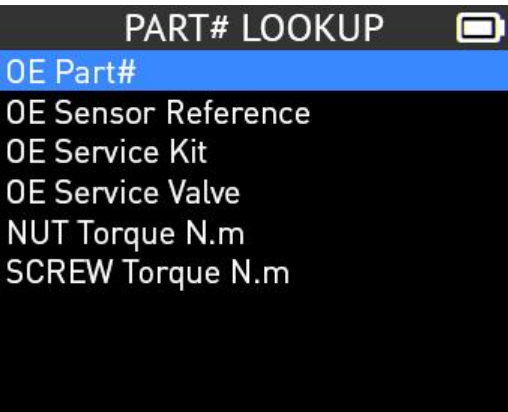 PART# LOOKUP
OE Part#
OE Sensor Reference
OE Service Kit
OE Service Valve
NUT Torque N.m
SCREW Torque N.m